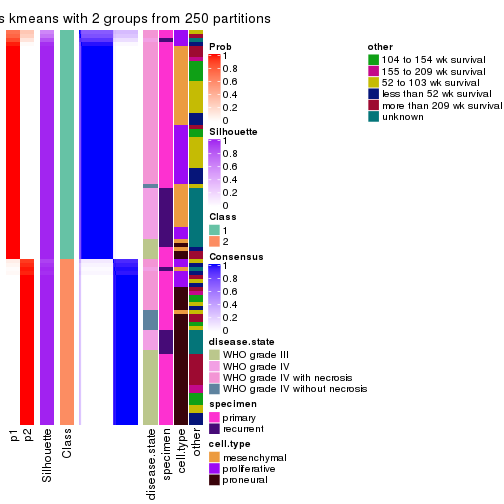 s kmeans with 2 groups from 250 partitions
Prob
1
0.8
0.6
0.4
0.2
0
Silhouette
1
0.8
0.6
0.4
0.2
0
Class
1
2
Consensus
1
0.8
0.6
0.4
0.2
0
disease.state
WHO grade III
WHO grade IV
WHO grade IV with necrosis
WHO grade IV without necrosis
specimen
primary
recurrent
cell.type
mesenchymal
proliferative
proneural
other
104 to 154 wk survival
155 to 209 wk survival
52 to 103 wk survival
less than 52 wk survival
more than 209 wk survival
unknown
p1
p2
Silhouette
Class
disease.state
specimen
cell.type
other